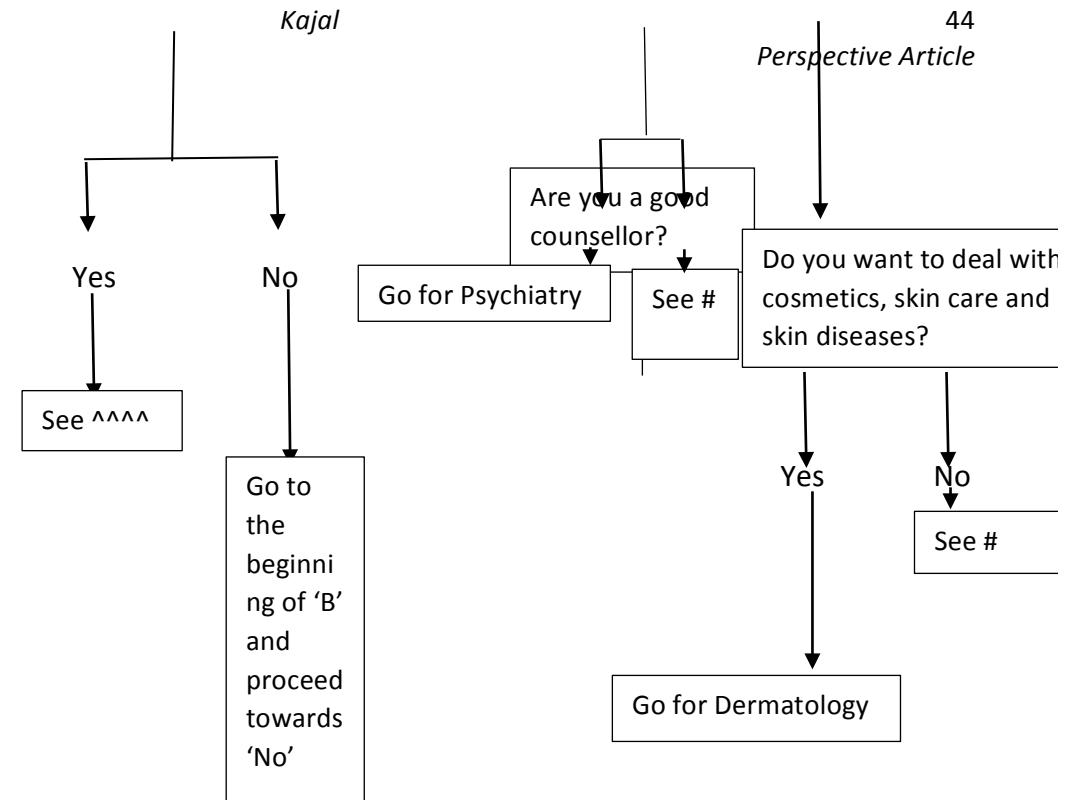 Kajal
44
Perspective Article
Are you a good
counsellor?
Go for Psychiatry
See #
Do you want to deal with
cosmetics, skin care and
skin diseases?
Yes
No
See ^^^^
Go to
the
beginni
ng of ‘B’
and
proceed
towards
‘No’
Yes
No
See #
Go for Dermatology